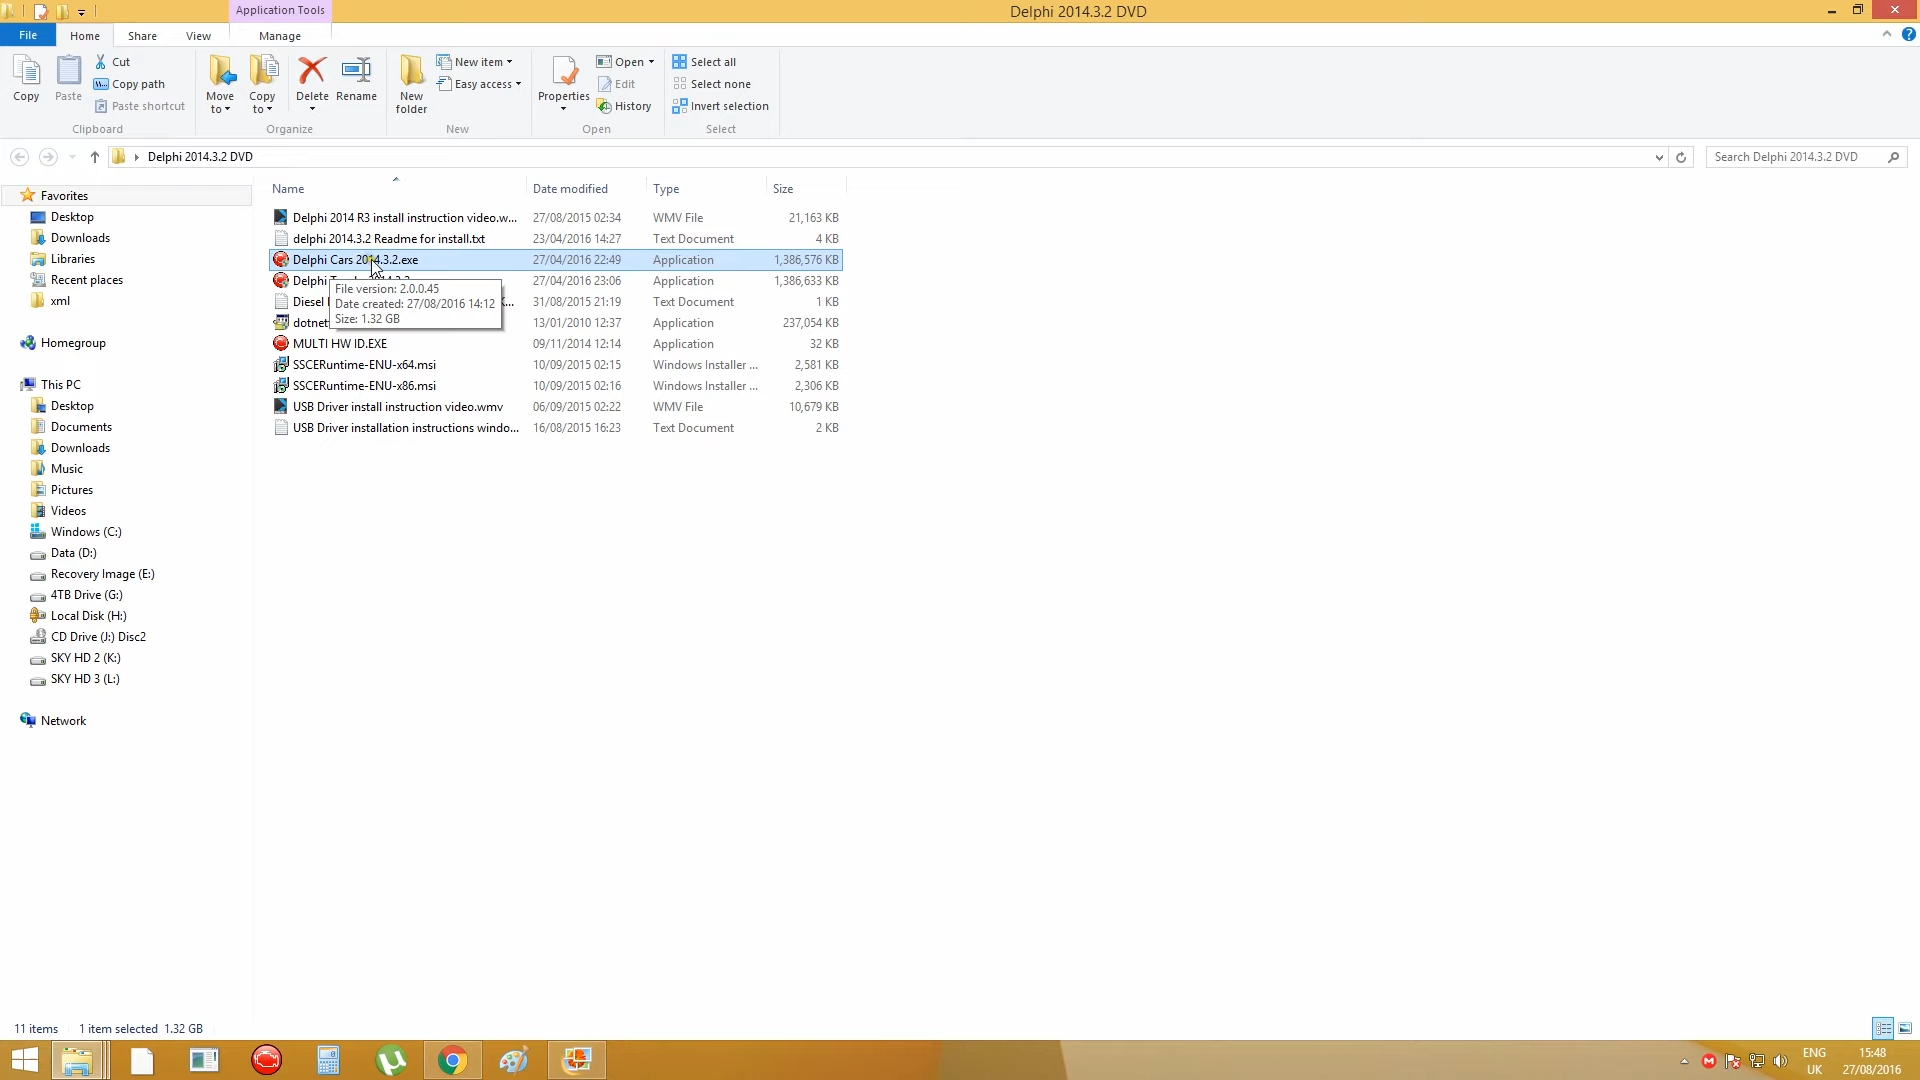 Application Tools
Delphi 2014.3.2 DVD
File
Home
Share
View
Manage
Copy
Paste
Cut
Copy path
Paste shortcut
Clipboard
Move to
Copy to
Delete
Rename
Organize
New folder
New item
Easy access
New
Properties
Open
Edit
History
Open
Select all
Select none
Invert selection
Select
Delphi 2014.3.2 DVD
Search Delphi 2014.3.2 DVD
Name Date modified Type Size
Delphi 2014 R3 install instruction video.w... 27/08/2015 02:34 WMV File 21,163 KB
delphi 2014.3.2 Readme for install.txt 23/04/2016 14:27 Text Document 4 KB
Delphi Cars 2014.3.2.exe 27/04/2016 22:49 Application 1,386,576 KB
Delphi 27/04/2016 23:06 Application 1,386,633 KB
Diesel 31/08/2015 21:19 Text Document 1 KB
dotnet 13/01/2010 12:37 Application 237,054 KB
MULTI HW ID.EXE 09/11/2014 12:14 Application 32 KB
SSCERuntime-ENU-x64.msi 10/09/2015 02:15 Windows Installer ... 2,581 KB
SSCERuntime-ENU-x86.msi 10/09/2015 02:16 Windows Installer ... 2,306 KB
USB Driver install instruction video.wmv 06/09/2015 02:22 WMV File 10,679 KB
USB Driver installation instructions windo... 16/08/2015 16:23 Text Document 2 KB
File version: 2.0.0.45
Date created: 27/08/2016 14:12
Size: 1.32 GB
Favorites
Desktop
Downloads
Libraries
Recent places
xml
Homegroup
This PC
Desktop
Documents
Downloads
Music
Pictures
Videos
Windows (C:)
Data (D:)
Recovery Image (E:)
4TB Drive (G:)
Local Disk (H:)
CD Drive (J:) Disc2
SKY HD 2 (K:)
SKY HD 3 (L:)
Network
11 items 1 item selected 1.32 GB
ENG
UK
15:48
27/08/2016